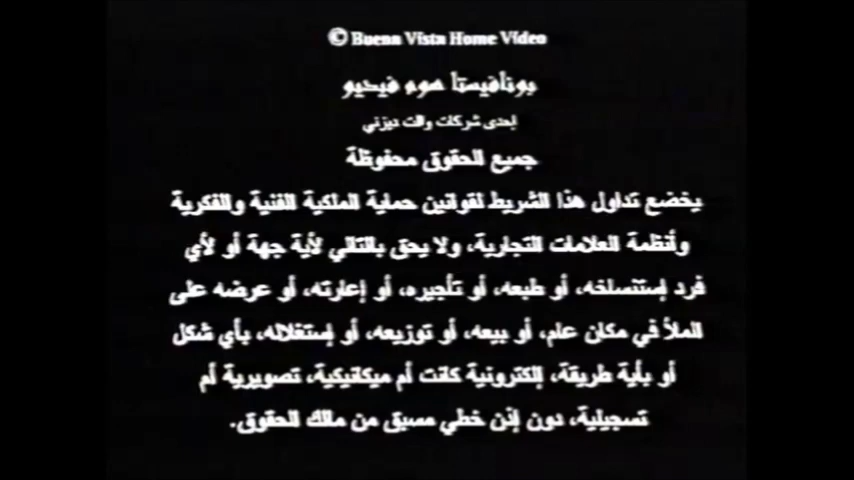 © Buena Vista Home Video
بونافيستا هوم فيديو
إحدى شركات والت ديزني
جميع الحقوق محفوظة
يخضع تداول هذا الشريط لقوانين حماية الملكية الفنية والفكرية
وأنظمة العلامات التجارية، ولا يحق بالتالي لأية جهة أو لأي
فرد إستنساخه، أو طبعه، أو تأجيره، أو إعارته، أو عرضه على
الملأ في مكان عام، أو بيعه، أو توزيعه، أو إستغلاله، بأي شكل
أو بأية طريقة، إلكترونية كانت أم ميكانيكية، تصويرية أم
تسجيلية، دون إذن خطي مسبق من مالك الحقوق.